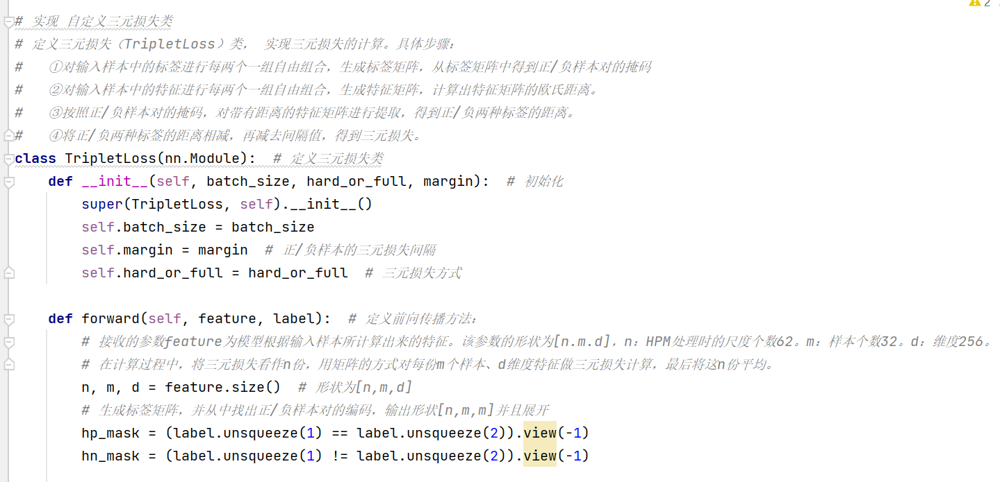 2
# 实现 自定义三元损失类
# 定义三元损失（TripletLoss）类， 实现三元损失的计算。具体步骤：
#   ①对输入样本中的标签进行每两个一组自由组合，生成标签矩阵，从标签矩阵中得到正/负样本对的掩码
#   ②对输入样本中的特征进行每两个一组自由组合，生成特征矩阵，计算出特征矩阵的欧氏距离。
#   ③按照正/负样本对的掩码，对带有距离的特征矩阵进行提取，得到正/负两种标签的距离。
#   ④将正/负两种标签的距离相减，再减去间隔值，得到三元损失。
class TripletLoss(nn.Module):  # 定义三元损失类
    def __init__(self, batch_size, hard_or_full, margin):  # 初始化
        super(TripletLoss, self).__init__()
        self.batch_size = batch_size
        self.margin = margin  # 正/负样本的三元损失间隔
        self.hard_or_full = hard_or_full  # 三元损失方式
    def forward(self, feature, label):  # 定义前向传播方法：
        # 接收的参数feature为模型根据输入样本所计算出来的特征。该参数的形状为[n.m.d]，n：HPM处理时的尺度个数62。m：样本个数32。d：维度256。
        # 在计算过程中，将三元损失看作n份，用矩阵的方式对每份m个样本、d维度特征做三元损失计算，最后将这n份平均。
        n, m, d = feature.size()  # 形状为[n,m,d]
        # 生成标签矩阵，并从中找出正/负样本对的编码，输出形状[n,m,m]并且展开
        hp_mask = (label.unsqueeze(1) == label.unsqueeze(2)).view(-1)
        hn_mask = (label.unsqueeze(1) != label.unsqueeze(2)).view(-1)